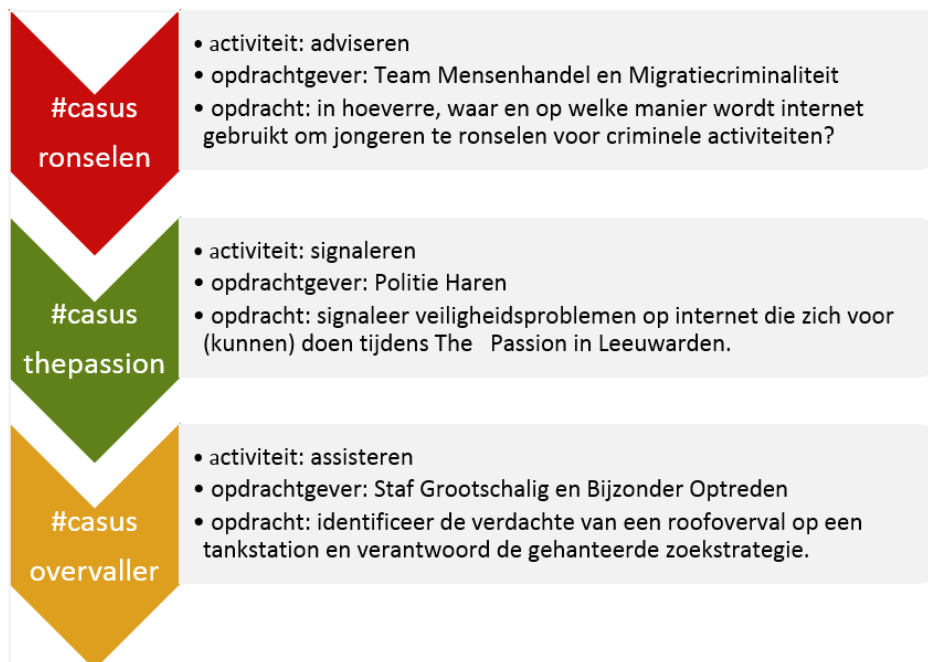 #casus
ronselen
• activiteit: adviseren
• opdrachtgever: Team Mensenhandel en Migratiecriminaliteit
• opdracht: in hoeverre, waar en op welke manier wordt internet
gebruikt om jongeren te ronselen voor criminele activiteiten?
#casus
thepassion
• activiteit: signaleren
• opdrachtgever: Politie Haren
• opdracht: signaleer veiligheidsproblemen op internet die zich voor
(kunnen) doen tijdens The   Passion in Leeuwarden.
#casus
overvaller
• activiteit: assisteren
• opdrachtgever: Staf Grootschalig en Bijzonder Optreden
• opdracht: identificeer de verdachte van een roofoverval op een
tankstation en verantwoord de gehanteerde zoekstrategie.